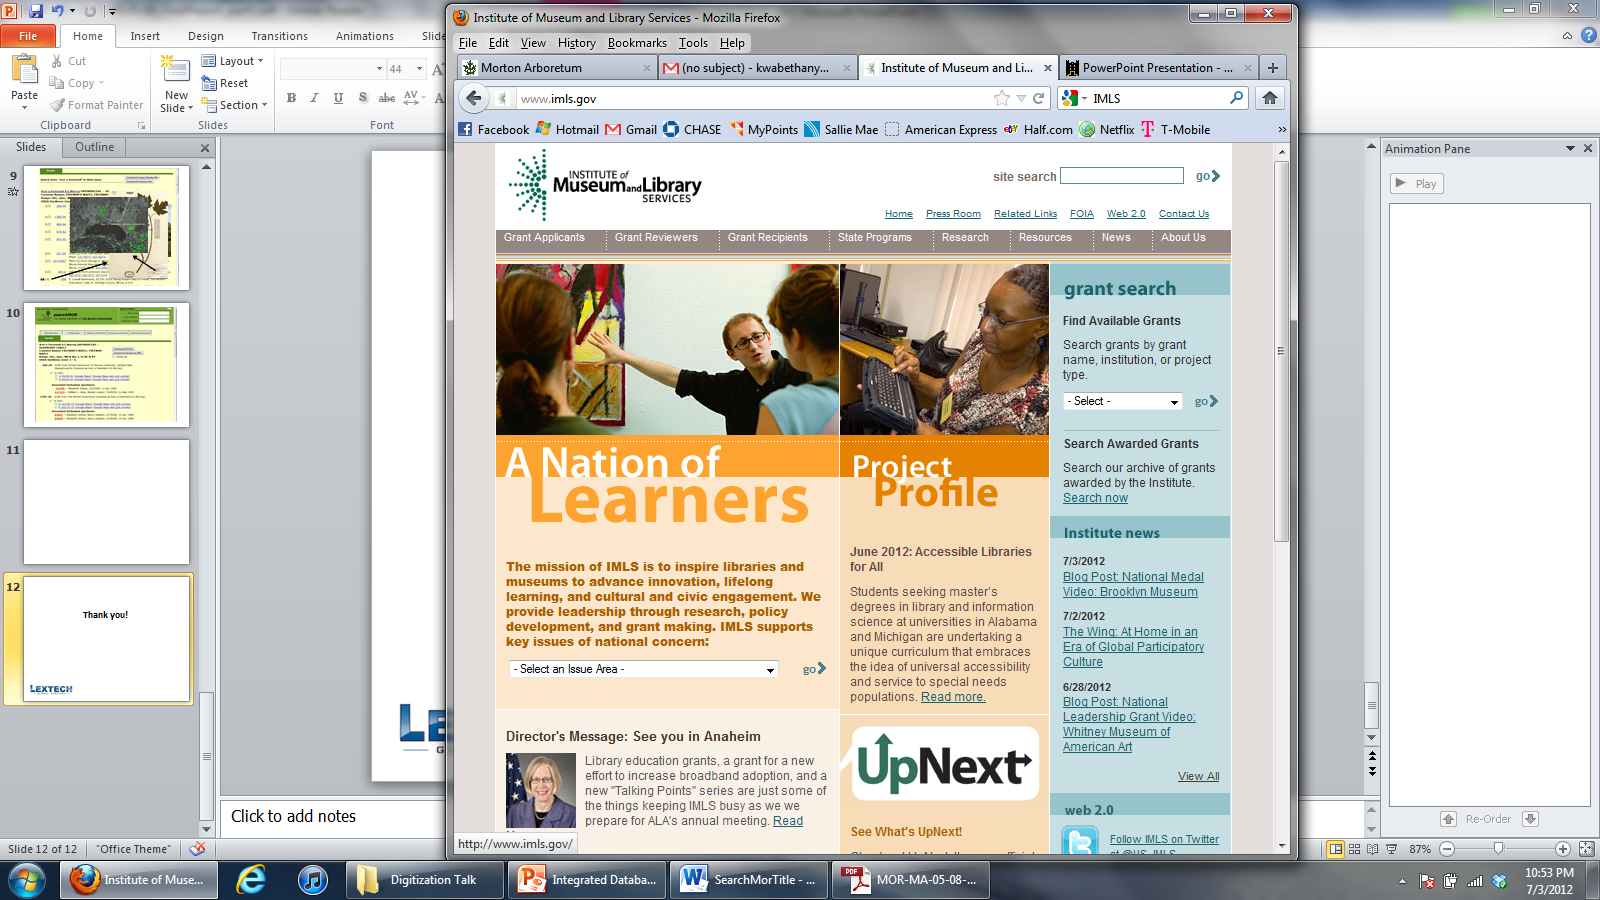 Institute of Museum and Library Services - Mozilla Firefox
File Home Insert Design Transitions Animations
File Edit View History Bookmarks Tools Help
Paste
Cut
Copy
Format Painter
Clipboard
New Slide
Layout
Reset
Section
Slides
44
B I U S abc AV
Font
Morton Arboretum
(no subject) - kwabethany...
Institute of Museum and Li...
PowerPoint Presentation - ...
www.imls.gov
IMLS
Facebook Hotmail Gmail CHASE MyPoints Sallie Mae American Express Half.com Netflix T-Mobile
Slides Outline
9
10
11
12
Thank you!
LEXTECH
Click to add notes
INSTITUTE of
Museum and Library
SERVICES
site search
go
Home Press Room Related Links FOIA Web 2.0 Contact Us
Grant Applicants Grant Reviewers Grant Recipients State Programs Research Resources News About Us
A Nation of
Learners
The mission of IMLS is to inspire libraries and
museums to advance innovation, lifelong
learning, and cultural and civic engagement. We
provide leadership through research, policy
development, and grant making. IMLS supports
key issues of national concern:
- Select an Issue Area -
go
Director's Message: See you in Anaheim
Library education grants, a grant for a new
effort to increase broadband adoption, and a
new "Talking Points" series are just some of
the things keeping IMLS busy as we we
prepare for ALA's annual meeting. Read
http://www.imls.gov/
Project
Profile
June 2012: Accessible Libraries
for All
Students seeking master's
degrees in library and information
science at universities in Alabama
and Michigan are undertaking a
unique curriculum that embraces
the idea of universal accessibility
and service to special needs
populations. Read more.
UpNext
See What's UpNext!
grant search
Find Available Grants
Search grants by grant
name, institution, or project
type.
- Select -
go
Search Awarded Grants
Search our archive of grants
awarded by the Institute.
Search now
Institute news
7/3/2012
Blog Post: National Medal
Video: Brooklyn Museum
7/2/2012
The Wing: At Home in an
Era of Global Participatory
Culture
6/28/2012
Blog Post: National
Leadership Grant Video:
Whitney Museum of
American Art
View All
web 2.0
Follow IMLS on Twitter
at @US_IMLS
Animation Pane
Play
Re-Order
Slide 12 of 12
"Office Theme"
87%
Institute of Muse...
Digitization Talk
Integrated Databa...
SearchMorTitle - ...
MOR-MA-05-08-...
10:53 PM
7/3/2012